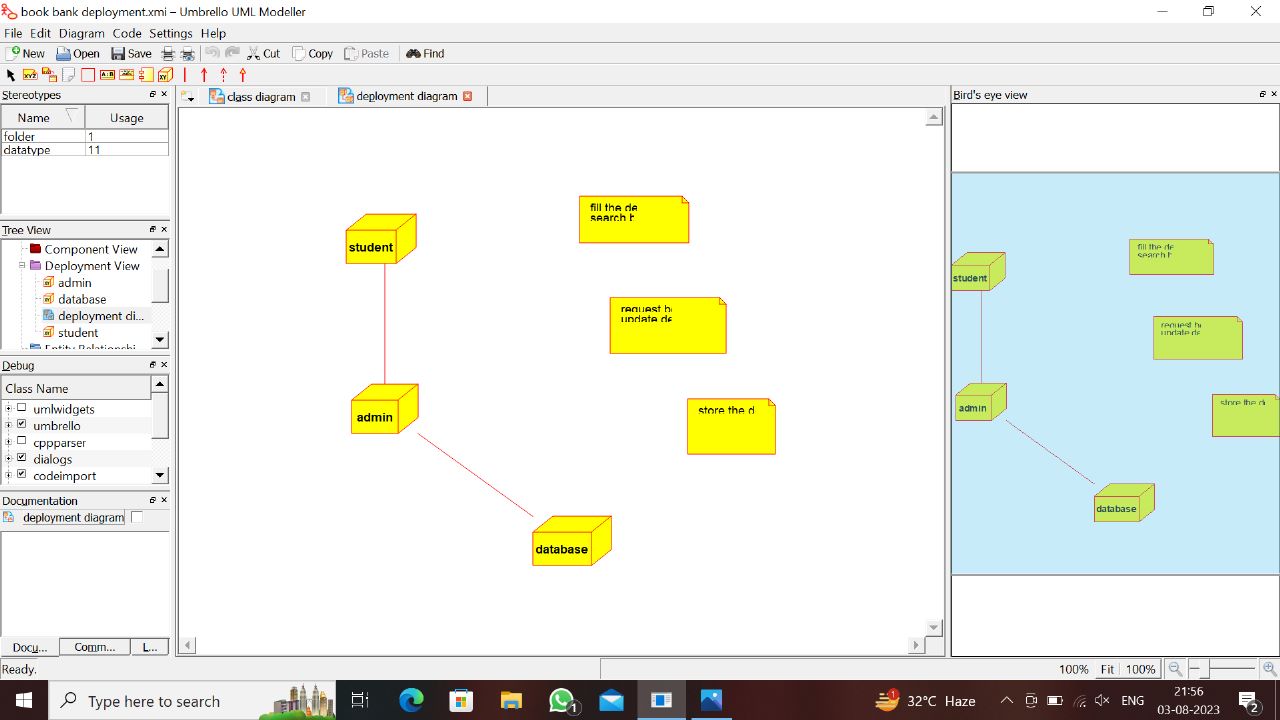 book bank deployment.xmi – Umbrello UML Modeller
File Edit Diagram Code Settings Help
New Open Save Cut Copy Paste Find
Stereotypes
Name Usage
folder 1
datatype 11
Tree View
Component View
Deployment View
admin
database
deployment di...
student
Debug
Class Name
umlwidgets
umbrello
cppparser
dialogs
codeimport
Documentation
deployment diagram
Docu... Comm... L...
class diagram deployment diagram
student
admin
database
fill the de
search b
request b
update de
store the d
Bird's eye view
fill the de
search b
request b
update de
store the d
student
admin
database
Ready.
100% Fit 100%
Type here to search
1
1
32°C Haze
ENG
21:56
03-08-2023
2